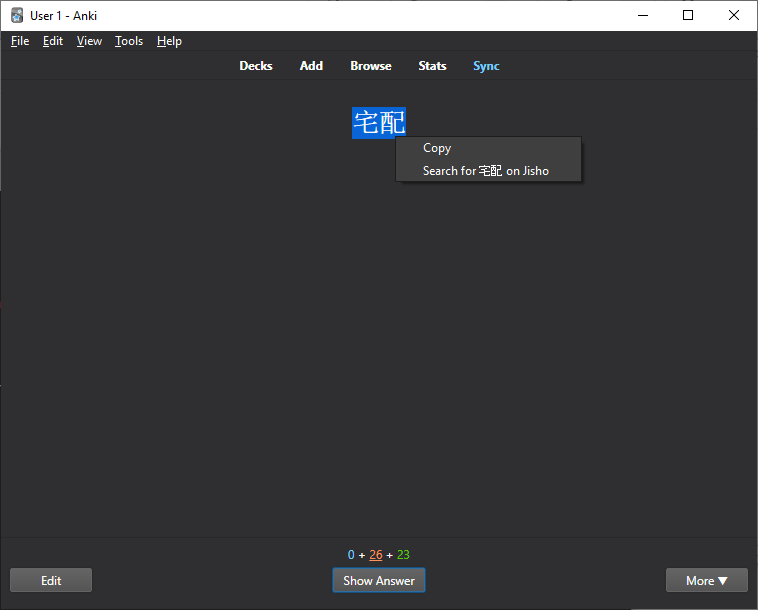 User 1 - Anki
File Edit View Tools Help
Decks Add Browse Stats Sync
宅配
Copy
Search for 宅配 on Jisho
0 + 26 + 23
Edit Show Answer More ▼